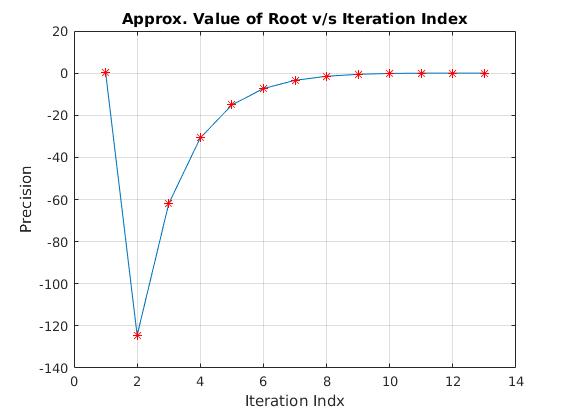 Approx. Value of Root v/s Iteration Index
20
0
-20
-40
-60
-80
-100
-120
-140
Precision
0 2 4 6 8 10 12 14
Iteration Indx